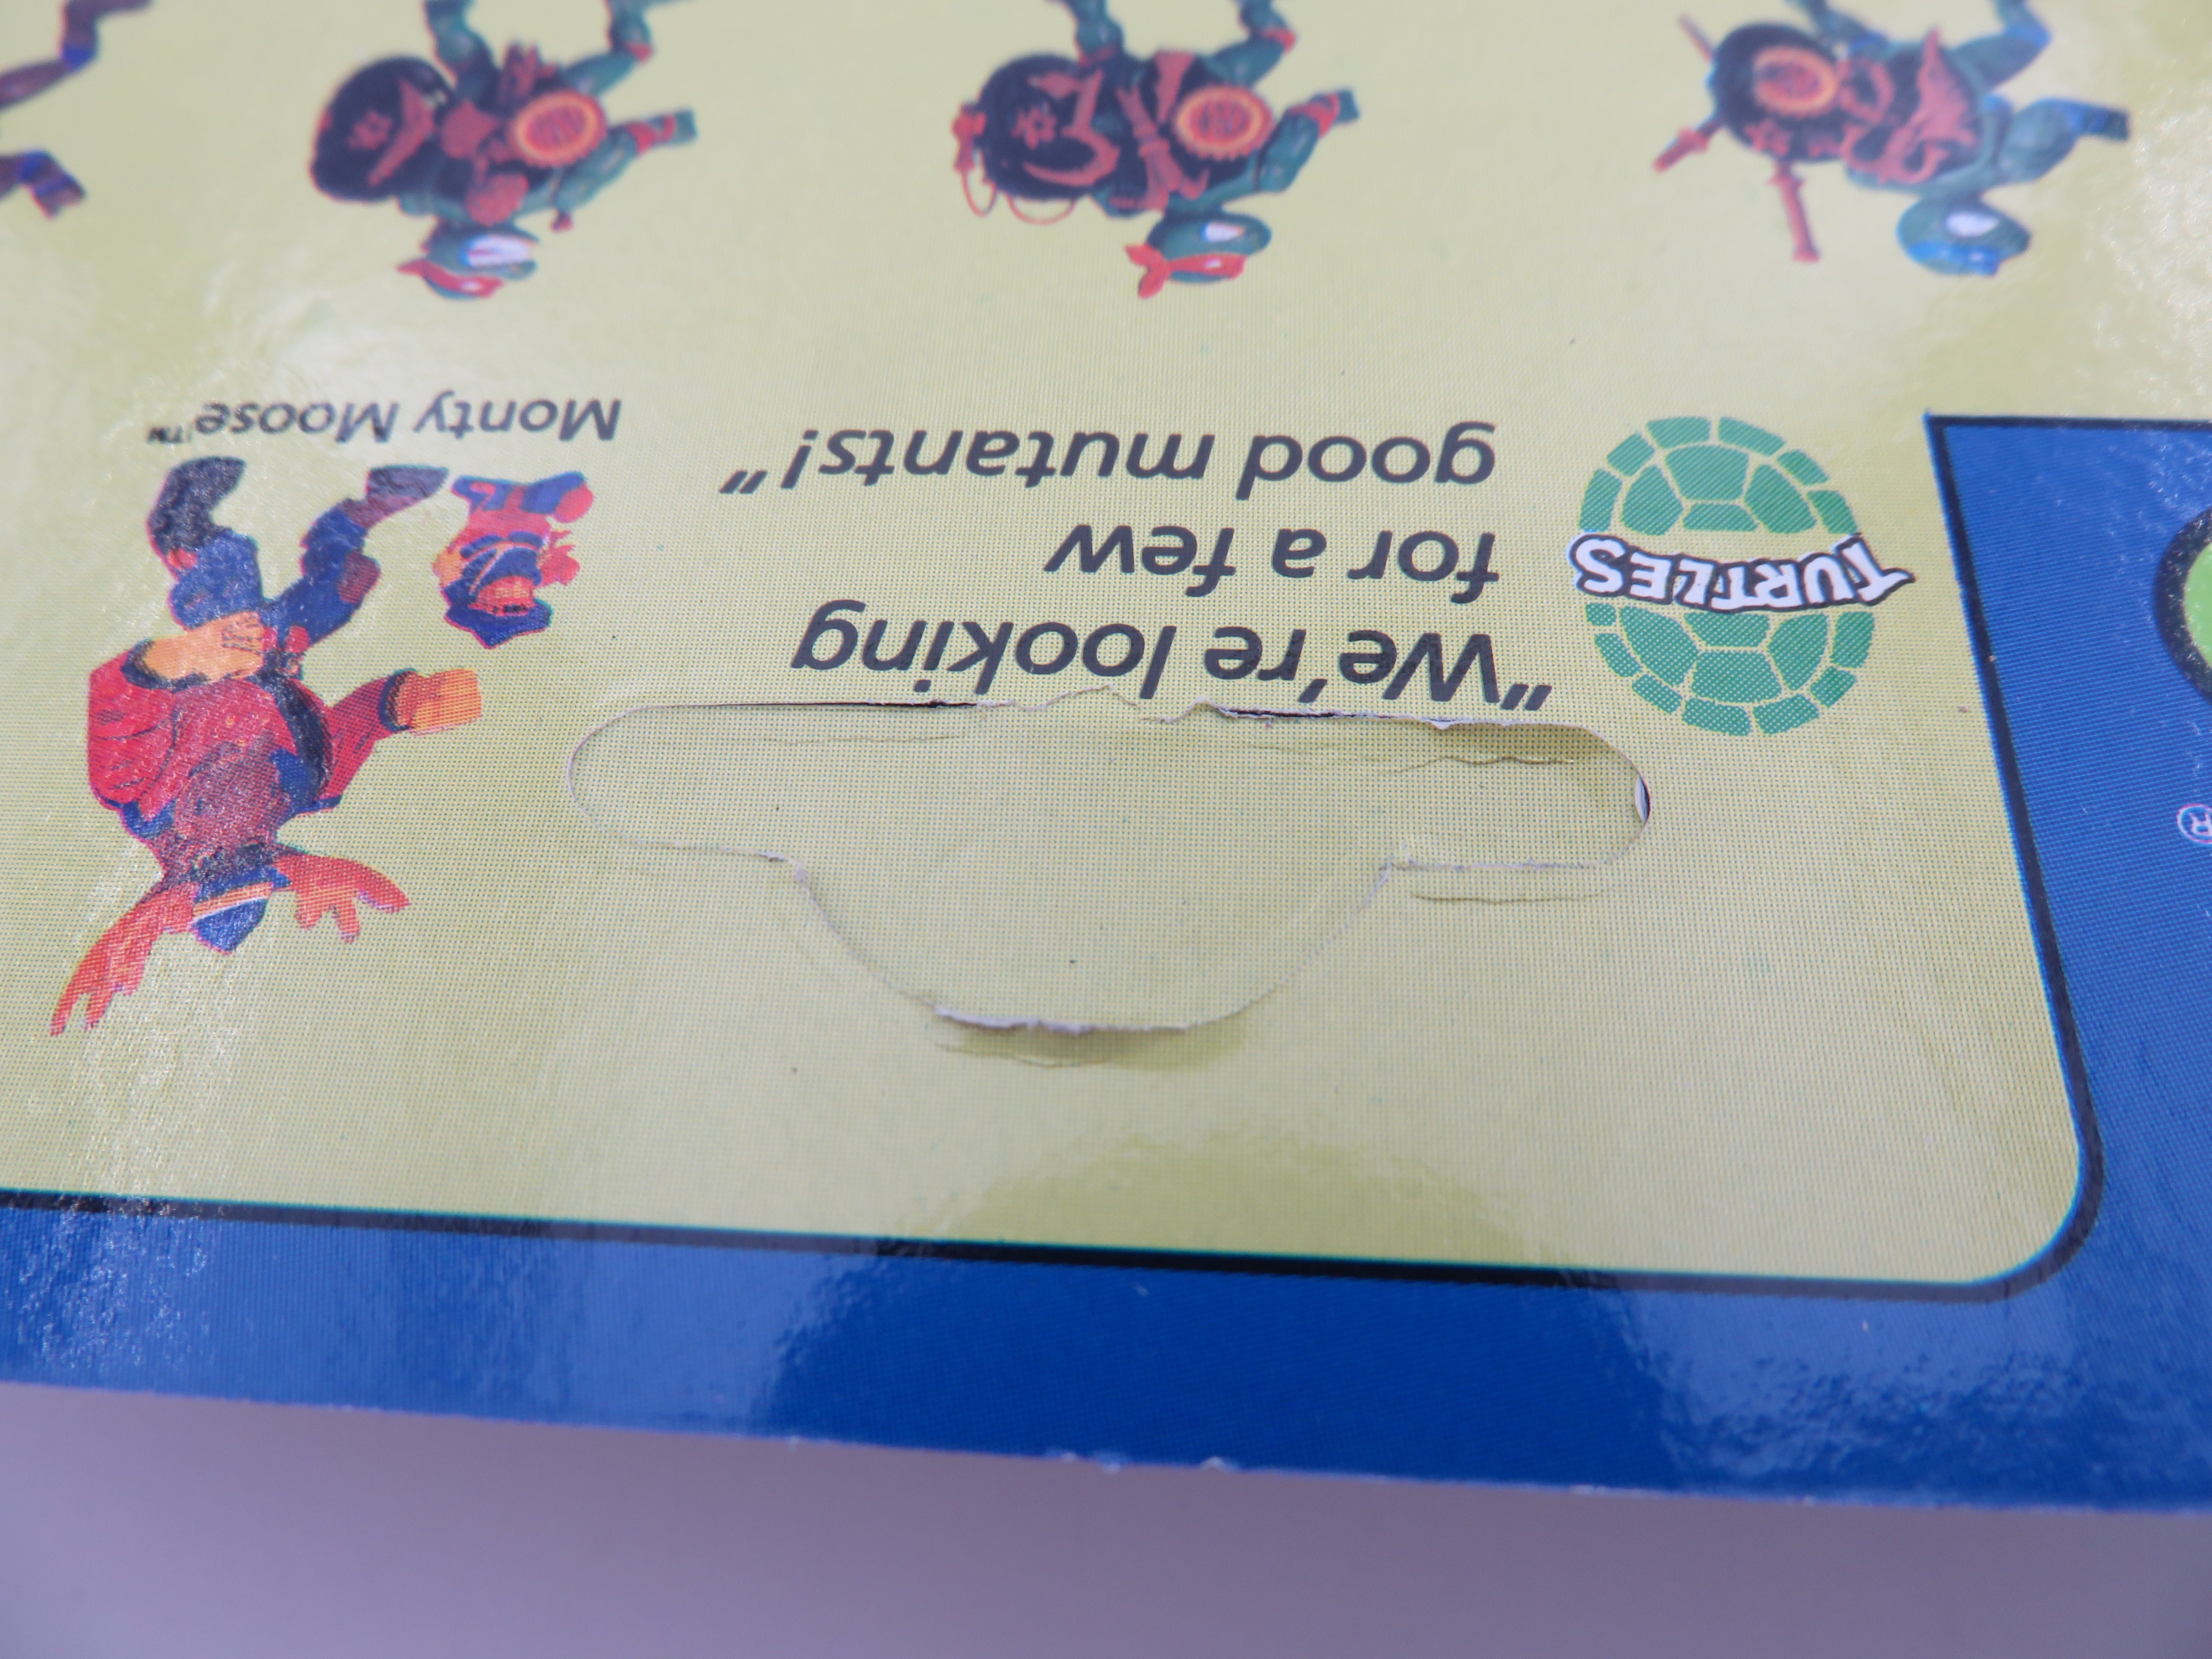 "We're looking
for a few
good mutants!"
TURTLES
Monty Moose™
®